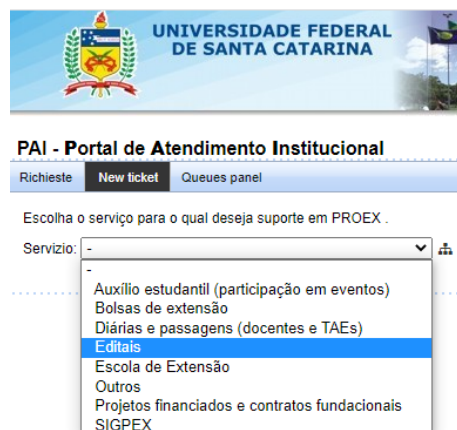 UNIVERSIDADE FEDERAL
DE SANTA CATARINA
PAI - Portal de Atendimento Institucional
Richieste New ticket Queues panel
Escolha o serviço para o qual deseja suporte em PROEX .
Servizio: -
-
Auxílio estudantil (participação em eventos)
Bolsas de extensão
Diárias e passagens (docentes e TAEs)
Editais
Escola de Extensão
Outros
Projetos financiados e contratos fundacionais
SIGPEX